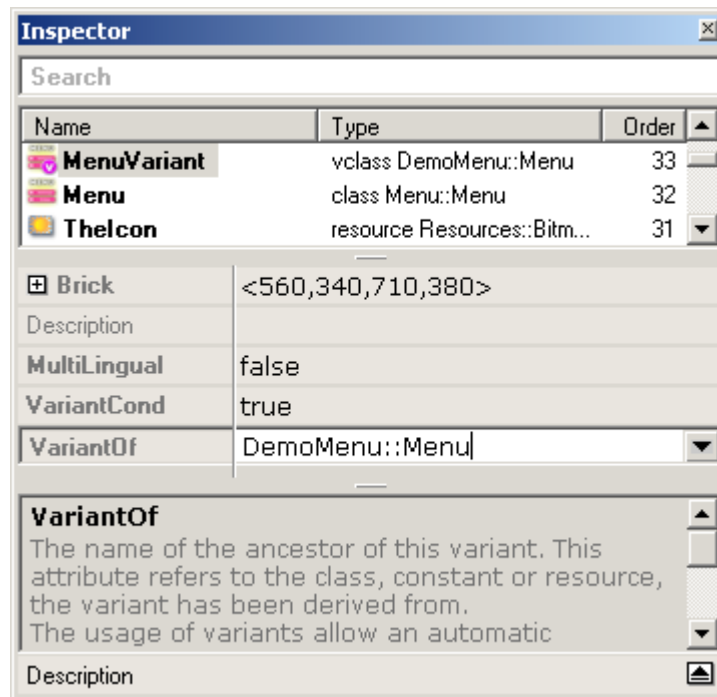 Inspector
Search
Name Type Order
MenuVariant vclass DemoMenu::Menu 33
Menu class Menu::Menu 32
TheIcon resource Resources::Bitm... 31
Brick <560,340,710,380>
Description
MultiLingual false
VariantCond true
VariantOf DemoMenu::Menu
VariantOf
The name of the ancestor of this variant. This
attribute refers to the class, constant or resource,
the variant has been derived from.
The usage of variants allow an automatic
Description